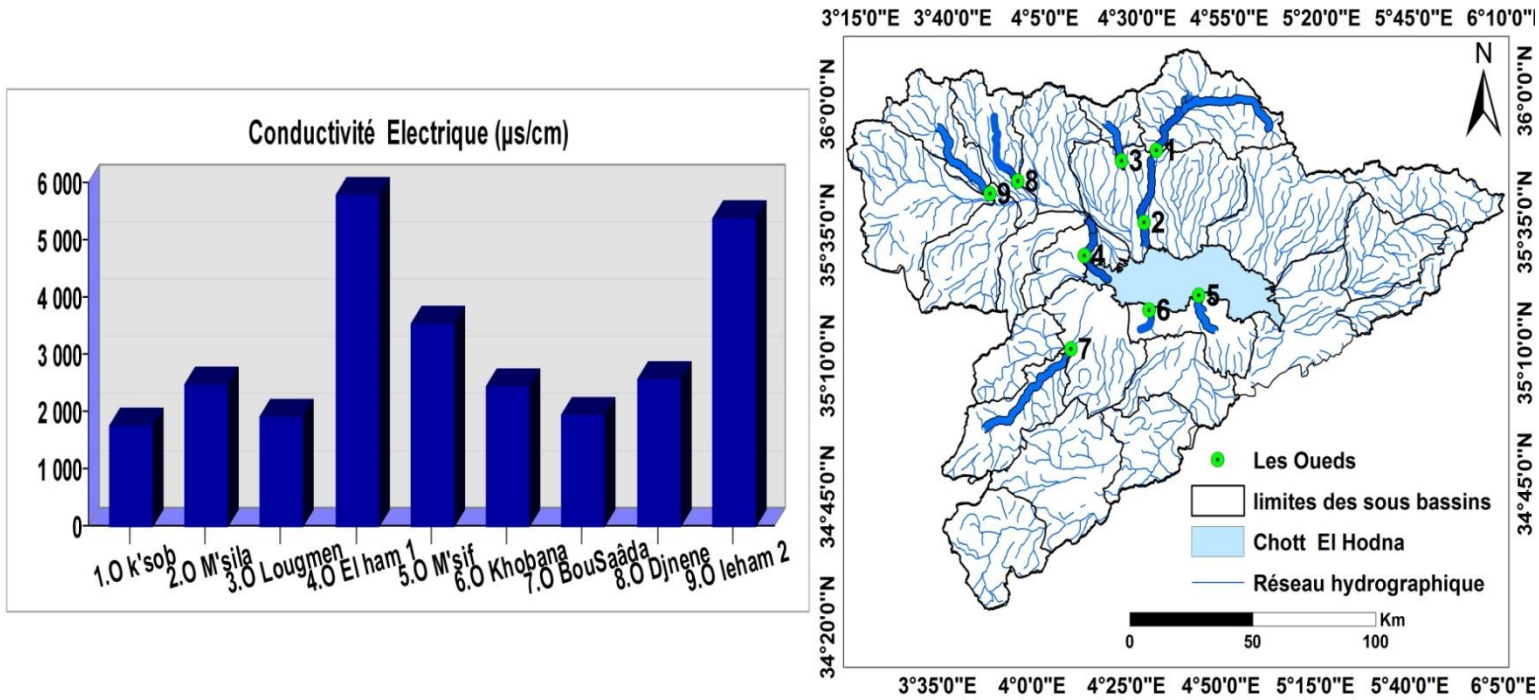 Conductivité Electrique (µs/cm)
6 000
5 000
4 000
3 000
2 000
1 000
0
1.O k'sob
2.O M'sila
3.O Lougmen
4.O El ham 1
5.O M'sif
6.O Khobana
7.O BouSaâda
8.O Djnene
9.O leham 2
3°15'0"E 3°40'0"E 4°5'0"E 4°30'0"E 4°55'0"E 5°20'0"E 5°45'0"E 6°10'0"E
36°0'0"N
35°35'0"N
35°10'0"N
34°45'0"N
34°20'0"N
N
1
3
8
9
2
4
5
6
7
Les Oueds
limites des sous bassins
Chott El Hodna
Réseau hydrographique
Km
0 50 100
36°0'0"N
35°35'0"N
35°10'0"N
34°45'0"N
34°20'0"N
3°35'0"E 4°0'0"E 4°25'0"E 4°50'0"E 5°15'0"E 5°40'0"E 6°5'0"E